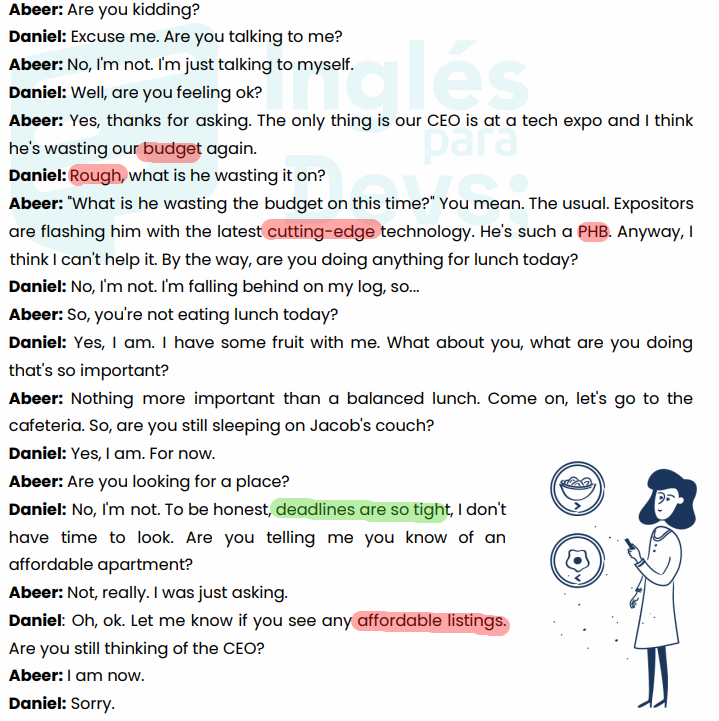 Abeer: Are you kidding?
Daniel: Excuse me. Are you talking to me?
Abeer: No, I'm not. I'm just talking to myself.
Daniel: Well, are you feeling ok?
Abeer: Yes, thanks for asking. The only thing is our CEO is at a tech expo and I think
he's wasting our budget again.
Daniel: Rough, what is he wasting it on?
Abeer: "What is he wasting the budget on this time?" You mean. The usual. Expositors
are flashing him with the latest cutting-edge technology. He's such a PHB. Anyway, I
think I can't help it. By the way, are you doing anything for lunch today?
Daniel: No, I'm not. I'm falling behind on my log, so...
Abeer: So, you're not eating lunch today?
Daniel: Yes, I am. I have some fruit with me. What about you, what are you doing
that's so important?
Abeer: Nothing more important than a balanced lunch. Come on, let's go to the
cafeteria. So, are you still sleeping on Jacob's couch?
Daniel: Yes, I am. For now.
Abeer: Are you looking for a place?
Daniel: No, I'm not. To be honest, deadlines are so tight, I don't
have time to look. Are you telling me you know of an
affordable apartment?
Abeer: Not, really. I was just asking.
Daniel: Oh, ok. Let me know if you see any affordable listings.
Are you still thinking of the CEO?
Abeer: I am now.
Daniel: Sorry.
Inglés
para
Devs: